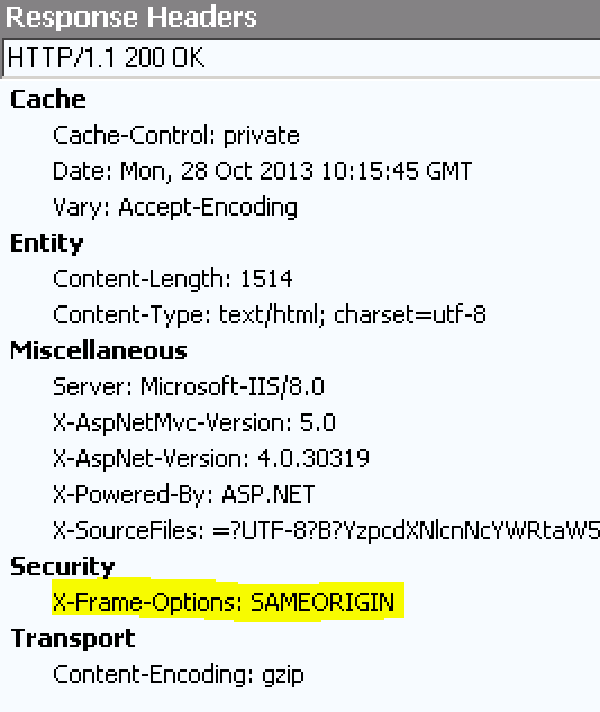 Response Headers
HTTP/1.1 200 OK
Cache
Cache-Control: private
Date: Mon, 28 Oct 2013 10:15:45 GMT
Vary: Accept-Encoding
Entity
Content-Length: 1514
Content-Type: text/html; charset=utf-8
Miscellaneous
Server: Microsoft-IIS/8.0
X-AspNetMvc-Version: 5.0
X-AspNet-Version: 4.0.30319
X-Powered-By: ASP.NET
X-SourceFiles: =?UTF-8?B?YzpcdXNlcnNcYWRtaW5
Security
X-Frame-Options: SAMEORIGIN
Transport
Content-Encoding: gzip